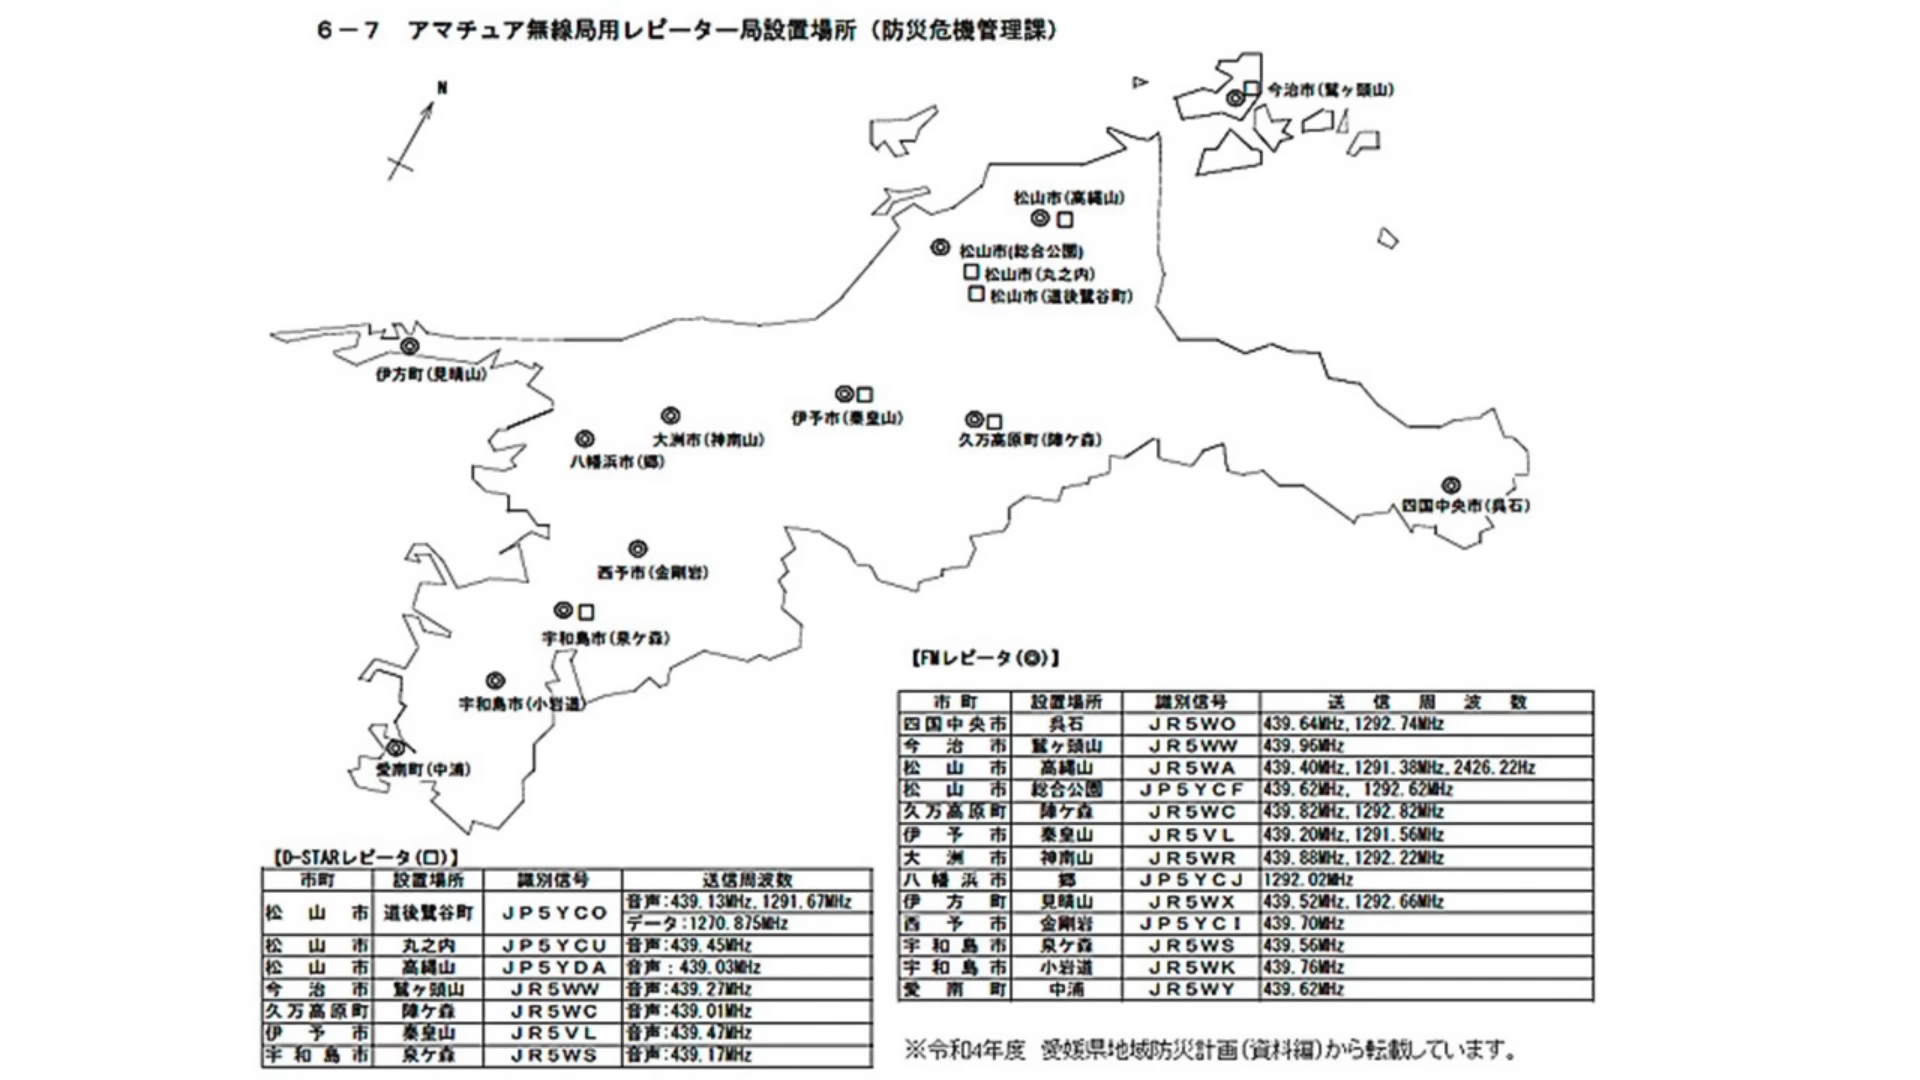 ６－７　アマチュア無線局用レピーター局設置場所（防災危機管理課）
N
今治市(鷲ヶ頭山)
松山市(高縄山)
松山市(総合公園)
松山市(丸之内)
松山市(道後鷺谷町)
伊方町(見晴山)
伊予市(秦皇山)
大洲市(神南山)
久万高原町(陣ケ森)
八幡浜市(郷)
四国中央市(呉石)
西予市(金剛岩)
宇和島市(泉ケ森)
宇和島市(小岩道)
愛南町(中浦)
【FMレピータ(◎)】
市町 設置場所 識別信号 送信周波数
四国中央市 呉石 ＪＲ５ＷＯ 439.64MHz,1292.74MHz
今治市 鷲ヶ頭山 ＪＲ５ＷＷ 439.96MHz
松山市 高縄山 ＪＲ５ＷＡ 439.40MHz,1291.38MHz,2426.22Hz
松山市 総合公園 ＪＰ５ＹＣＦ 439.62MHz, 1292.62MHz
久万高原町 陣ケ森 ＪＲ５ＷＣ 439.82MHz,1292.82MHz
伊予市 秦皇山 ＪＲ５ＶＬ 439.20MHz,1291.56MHz
大洲市 神南山 ＪＲ５ＷＲ 439.88MHz,1292.22MHz
八幡浜市 郷 ＪＰ５ＹＣＪ 1292.02MHz
伊方町 見晴山 ＪＲ５ＷＸ 439.52MHz,1292.66MHz
西予市 金剛岩 ＪＰ５ＹＣＩ 439.70MHz
宇和島市 泉ケ森 ＪＲ５ＷＳ 439.56MHz
宇和島市 小岩道 ＪＲ５ＷＫ 439.76MHz
愛南町 中浦 ＪＲ５ＷＹ 439.62MHz
【D-STARレピータ(□)】
市町 設置場所 識別信号 送信周波数
松山市 道後鷺谷町 ＪＰ５ＹＣＯ 音声:439.13MHz,1291.67MHz
データ:1270.875MHz
松山市 丸之内 ＪＰ５ＹＣＵ 音声:439.45MHz
松山市 高縄山 ＪＰ５ＹＤＡ 音声：439.03MHz
今治市 鷲ヶ頭山 ＪＲ５ＷＷ 音声:439.27MHz
久万高原町 陣ケ森 ＪＲ５ＷＣ 音声:439.01MHz
伊予市 秦皇山 ＪＲ５ＶＬ 音声:439.47MHz
宇和島市 泉ケ森 ＪＲ５ＷＳ 音声:439.17MHz
※令和4年度　愛媛県地域防災計画(資料編)から転載しています。